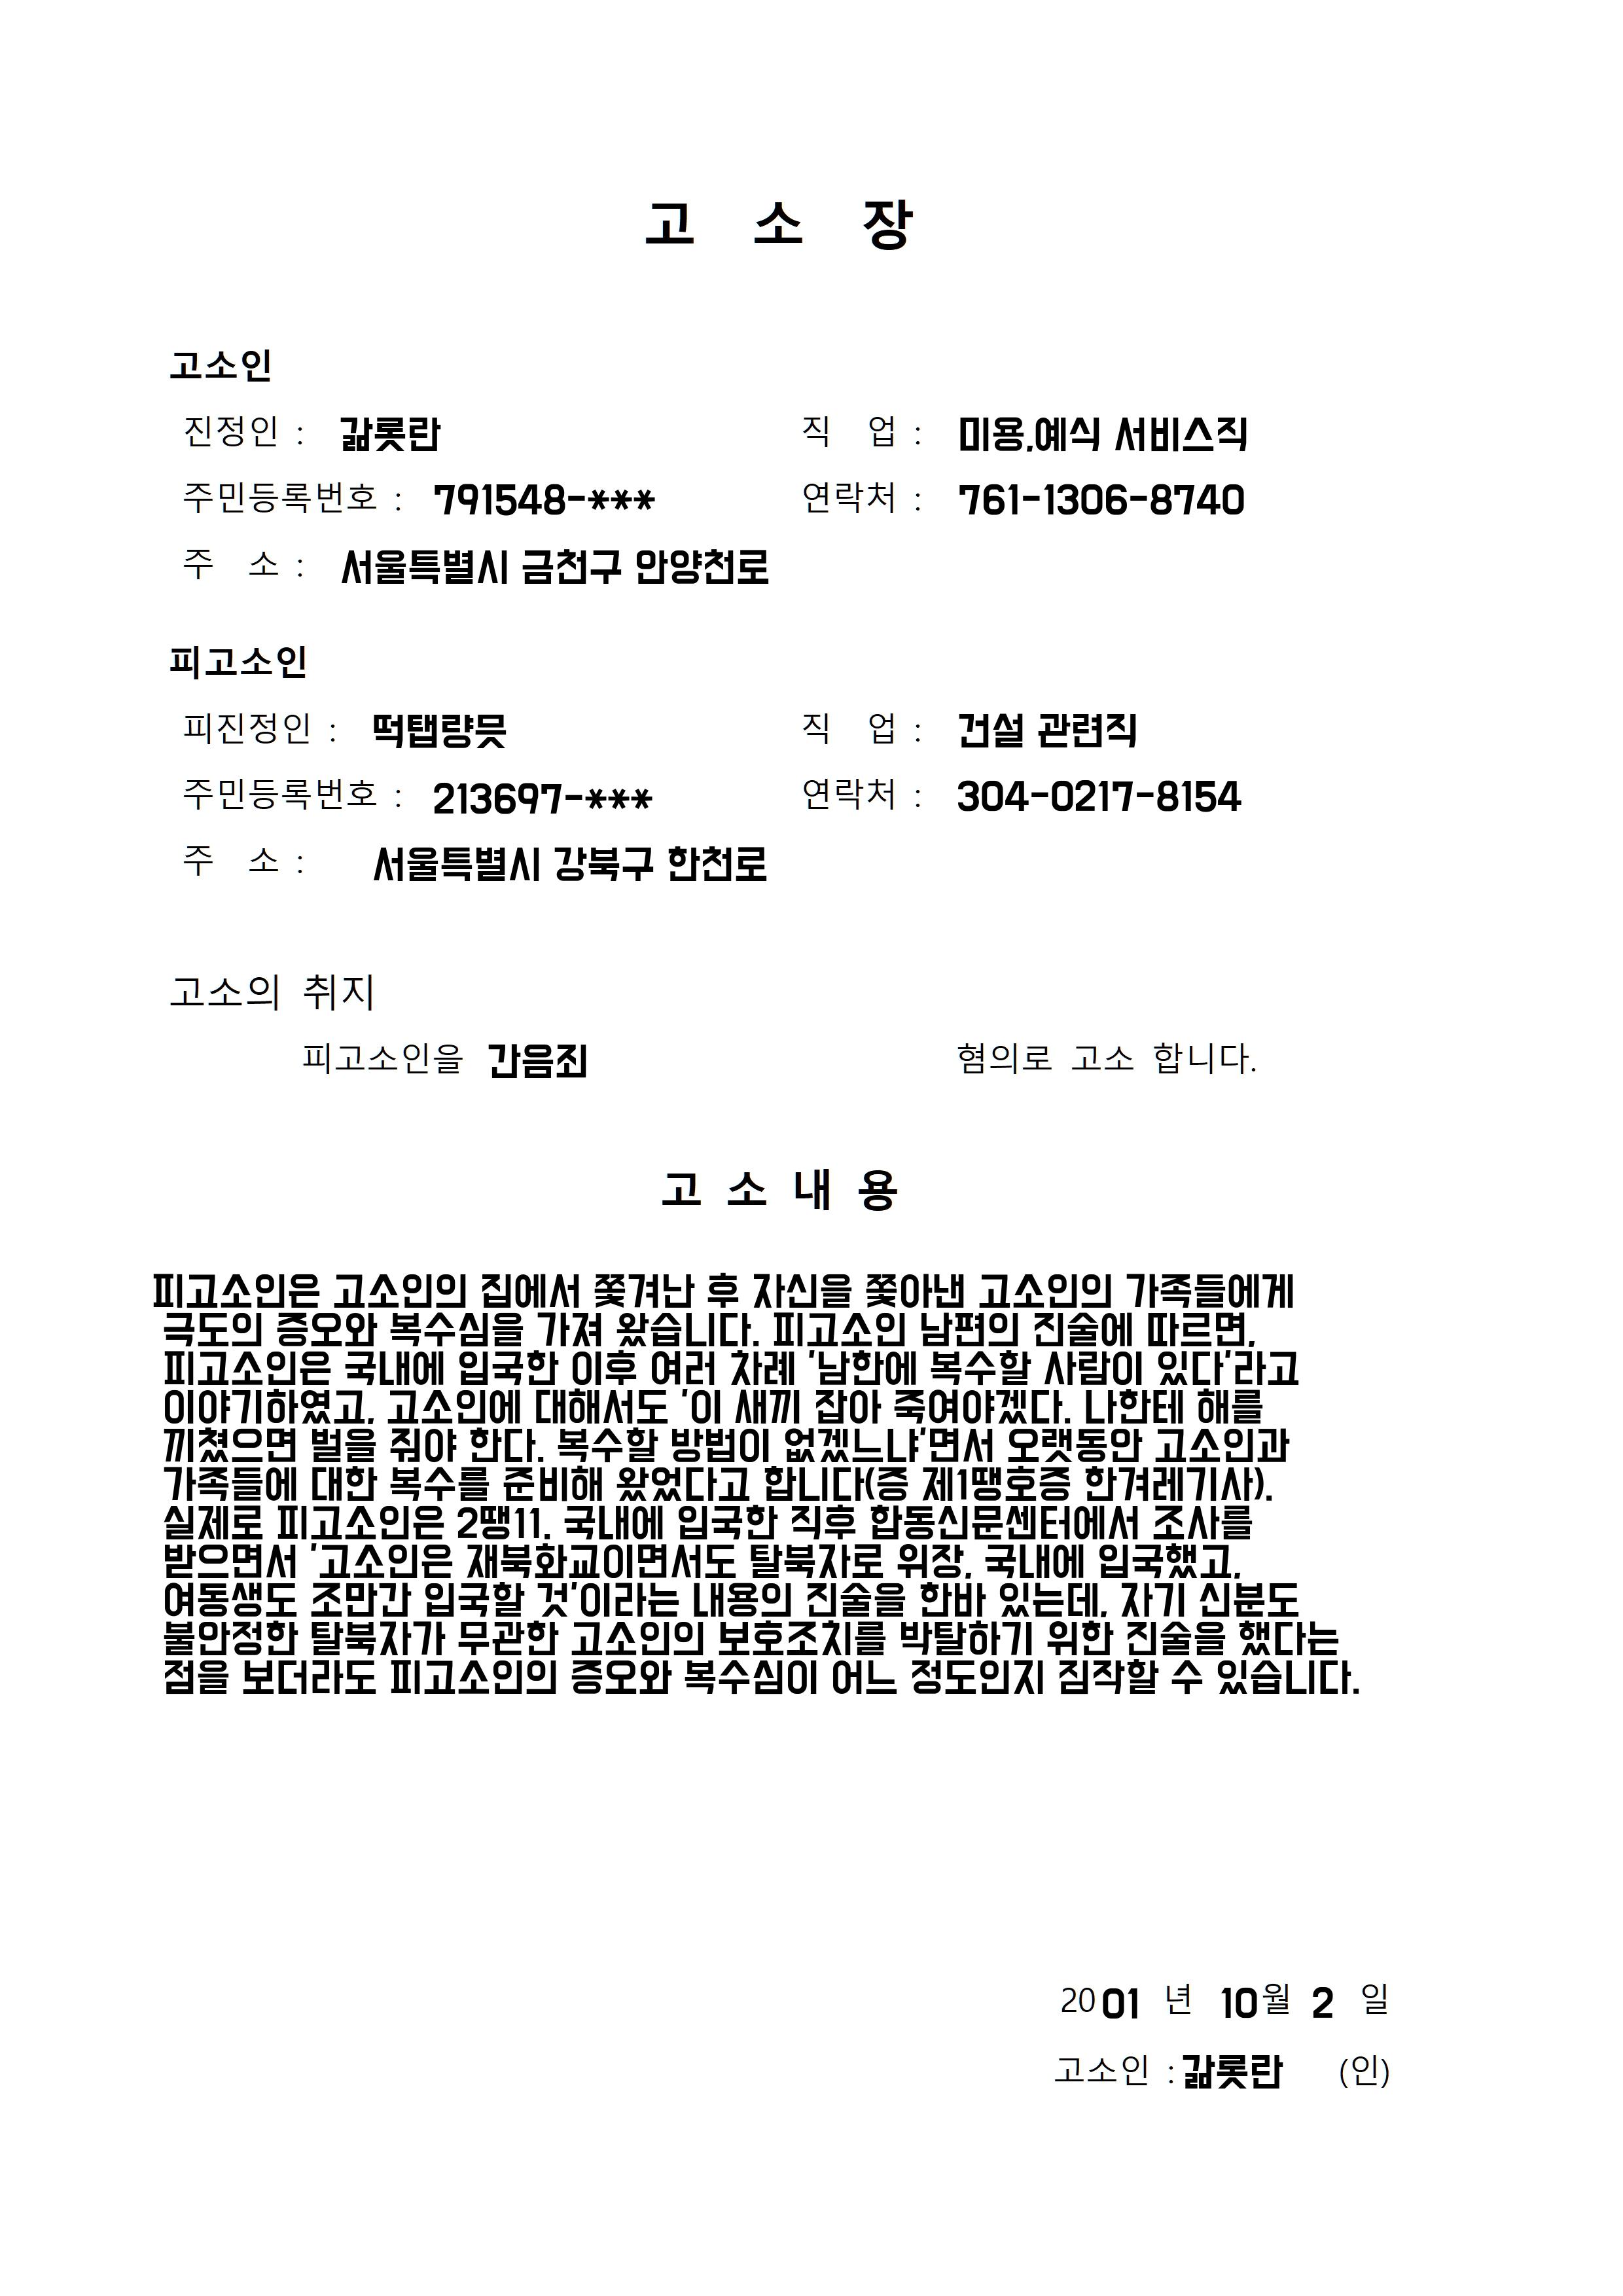 고 소 장
고소인
진정인 : 갊롯란 직 업 : 미용,예식 서비스직
주민등록번호 : 791548-*** 연락처 : 761-1306-8740
주 소 : 서울특별시 금천구 안양천로
피고소인
피진정인 : 떡탭량믓 직 업 : 건설 관련직
주민등록번호 : 213697-*** 연락처 : 304-0217-8154
주 소 : 서울특별시 강북구 한천로
고소의 취지
피고소인을 간음죄 혐의로 고소 합니다.
고 소 내 용
피고소인은 고소인의 집에서 쫓겨난 후 자신을 쫓아낸 고소인의 가족들에게
극도의 증오와 복수심을 가져 왔습니다. 피고소인 남편의 진술에 따르면,
피고소인은 국내에 입국한 이후 여러 차례 '남한에 복수할 사람이 있다'라고
이야기하였고, 고소인에 대해서도 '이 새끼 잡아 죽여야겠다. 나한테 해를
끼쳤으면 벌을 줘야 한다. 복수할 방법이 없겠느냐'면서 오랫동안 고소인과
가족들에 대한 복수를 준비해 왔었다고 합니다(증 제1땡호증 한겨레기사).
실제로 피고소인은 2땡11. 국내에 입국한 직후 합동신문센터에서 조사를
받으면서 '고소인은 재북화교이면서도 탈북자로 위장, 국내에 입국했고,
여동생도 조만간 입국할 것'이라는 내용의 진술을 한바 있는데, 자기 신분도
불안정한 탈북자가 무관한 고소인의 보호조치를 박탈하기 위한 진술을 했다는
점을 보더라도 피고소인의 증오와 복수심이 어느 정도인지 짐작할 수 있습니다.
2001 년 10월 2 일
고소인 : 갊롯란 (인)